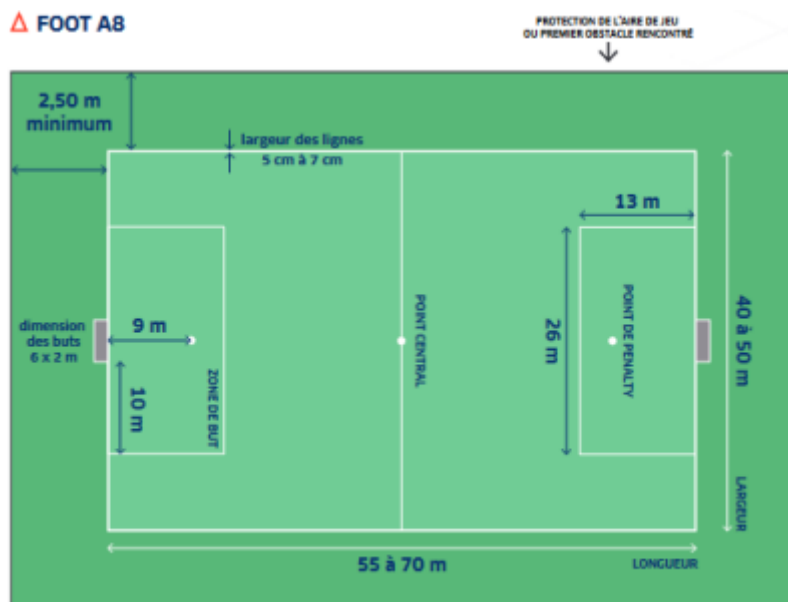 FOOT A8
PROTECTION DE L'AIRE DE JEU
OU PREMIER OBSTACLE RENCONTRÉ
2,50 m
minimum
largeur des lignes
5 cm à 7 cm
13 m
dimension
des buts
6 x 2 m
9 m
10 m
ZONE DE BUT
POINT CENTRAL
26 m
POINT DE PENALTY
40 à 50 m
LARGEUR
55 à 70 m
LONGUEUR